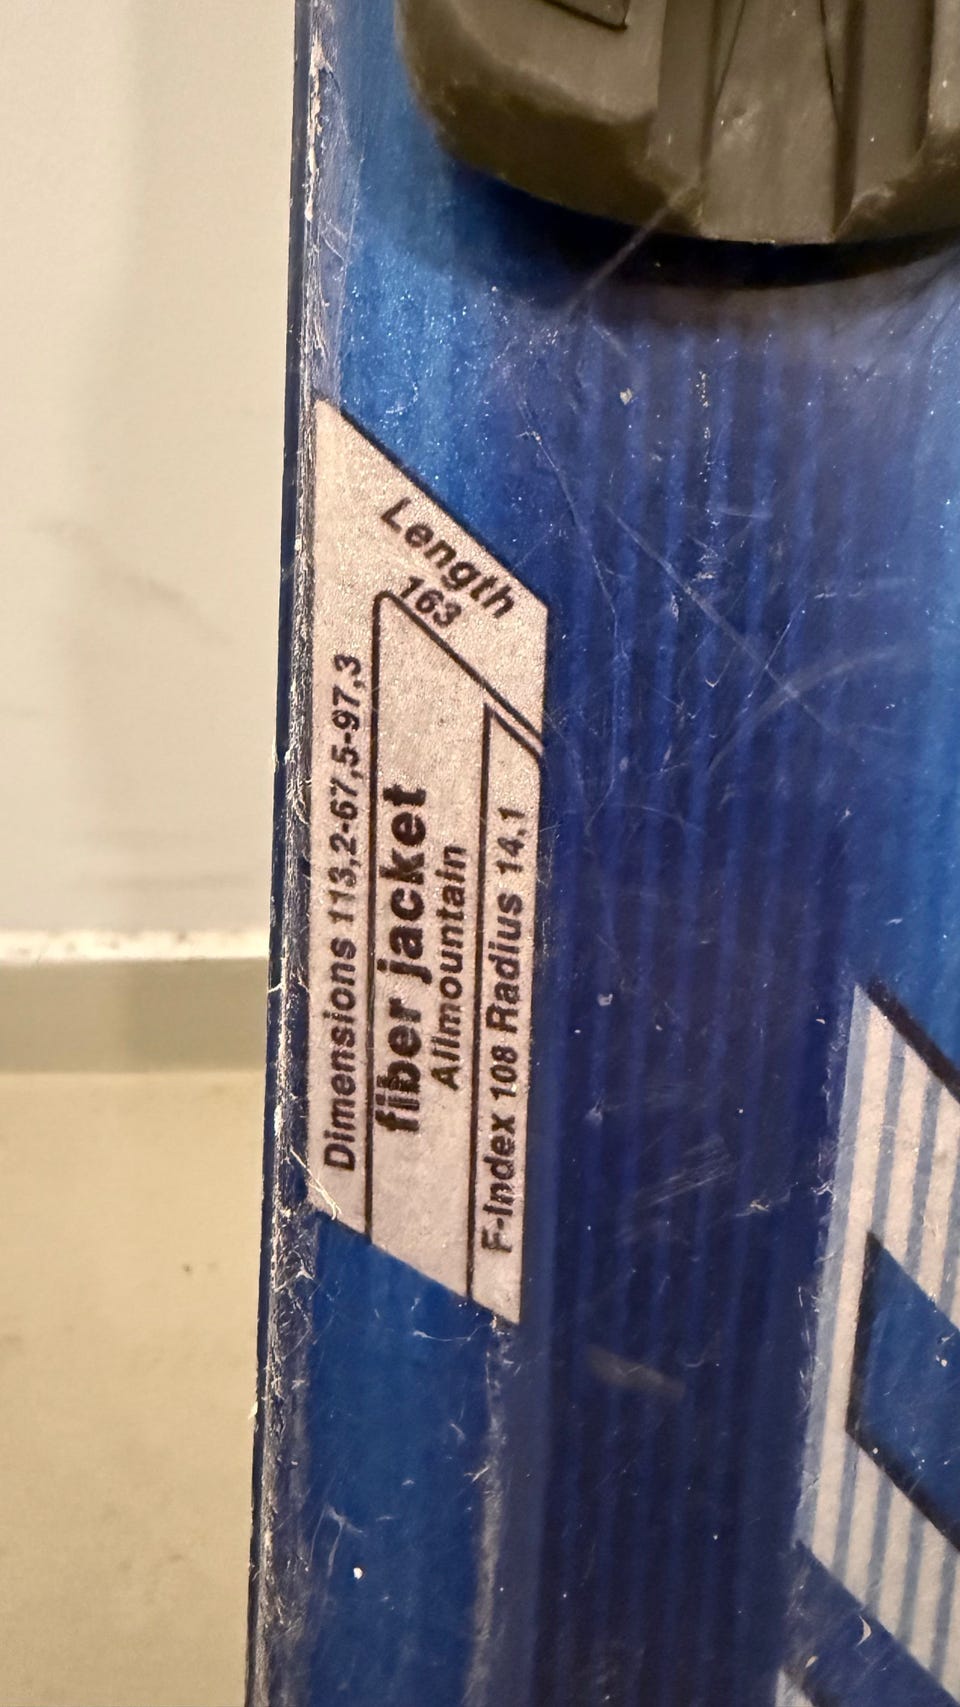 Length
163
Dimensions 113,2-67,5-97,3
fiber jacket
Allmountain
F-Index 108 Radius 14,1